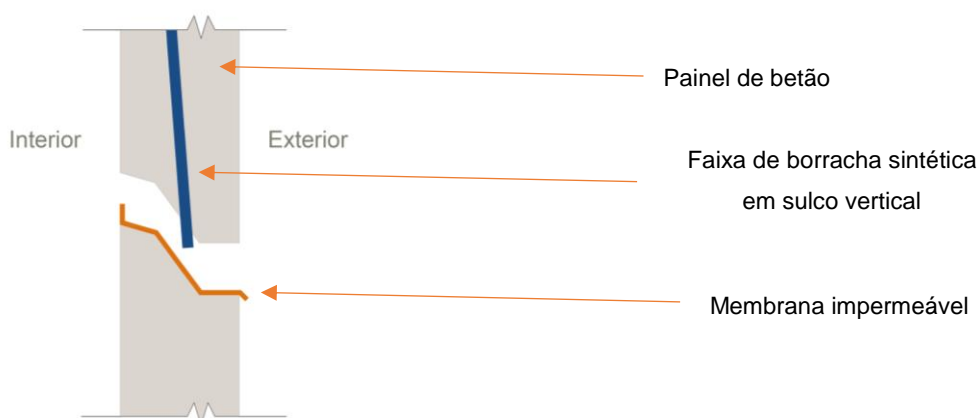 Painel de betão
Interior
Exterior
Faixa de borracha sintética
em sulco vertical
Membrana impermeável